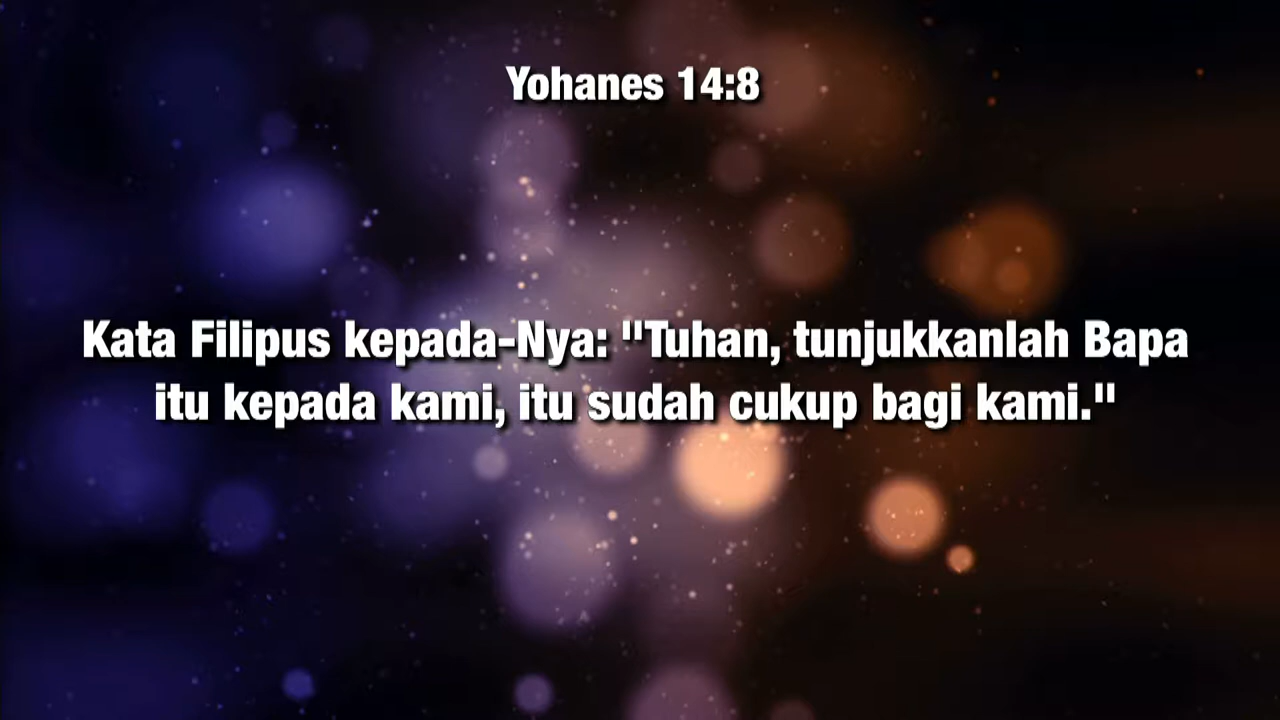 Yohanes 14:8
Kata Filipus kepada-Nya: "Tuhan, tunjukkanlah Bapa
itu kepada kami, itu sudah cukup bagi kami."